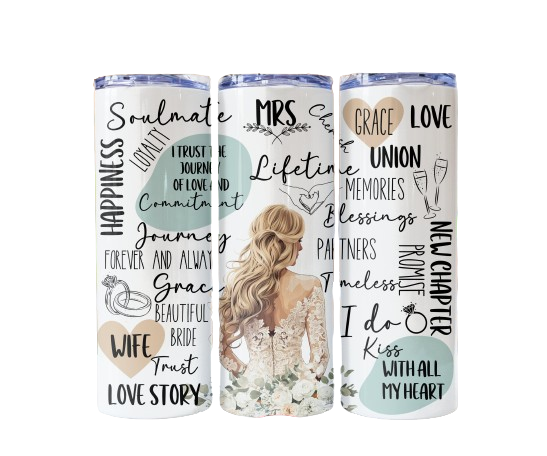 Soulmate
LOYALTY
HAPPINESS
I TRUST THE
JOURNEY
OF LOVE AND
Commitment
Journey
FOREVER AND ALWAY
Grace
BEAUTIFUL
BRIDE
WIFE
Trust
LOVE STORY
MRS
Cherish
Lifetime
Blessings
PARTNERS
Timeless
GRACE
LOVE
UNION
MEMORIES
NEW CHAPTER
PROMISE
I do
Kiss
WITH ALL
MY HEART